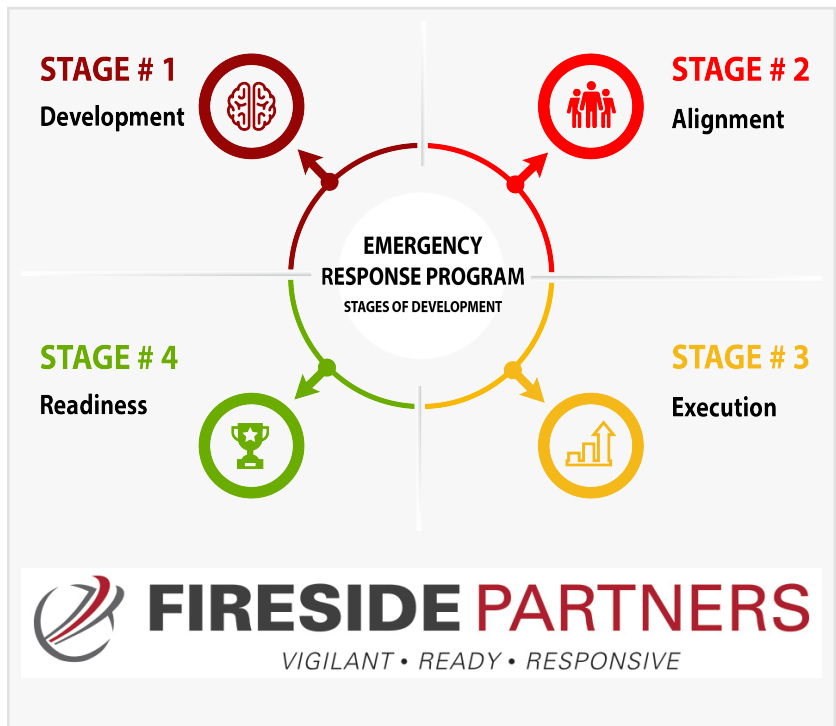 STAGE # 1
Development
STAGE # 2
Alignment
EMERGENCY
RESPONSE PROGRAM
STAGES OF DEVELOPMENT
STAGE # 4
Readiness
STAGE # 3
Execution
FIRESIDE PARTNERS
VIGILANT • READY • RESPONSIVE